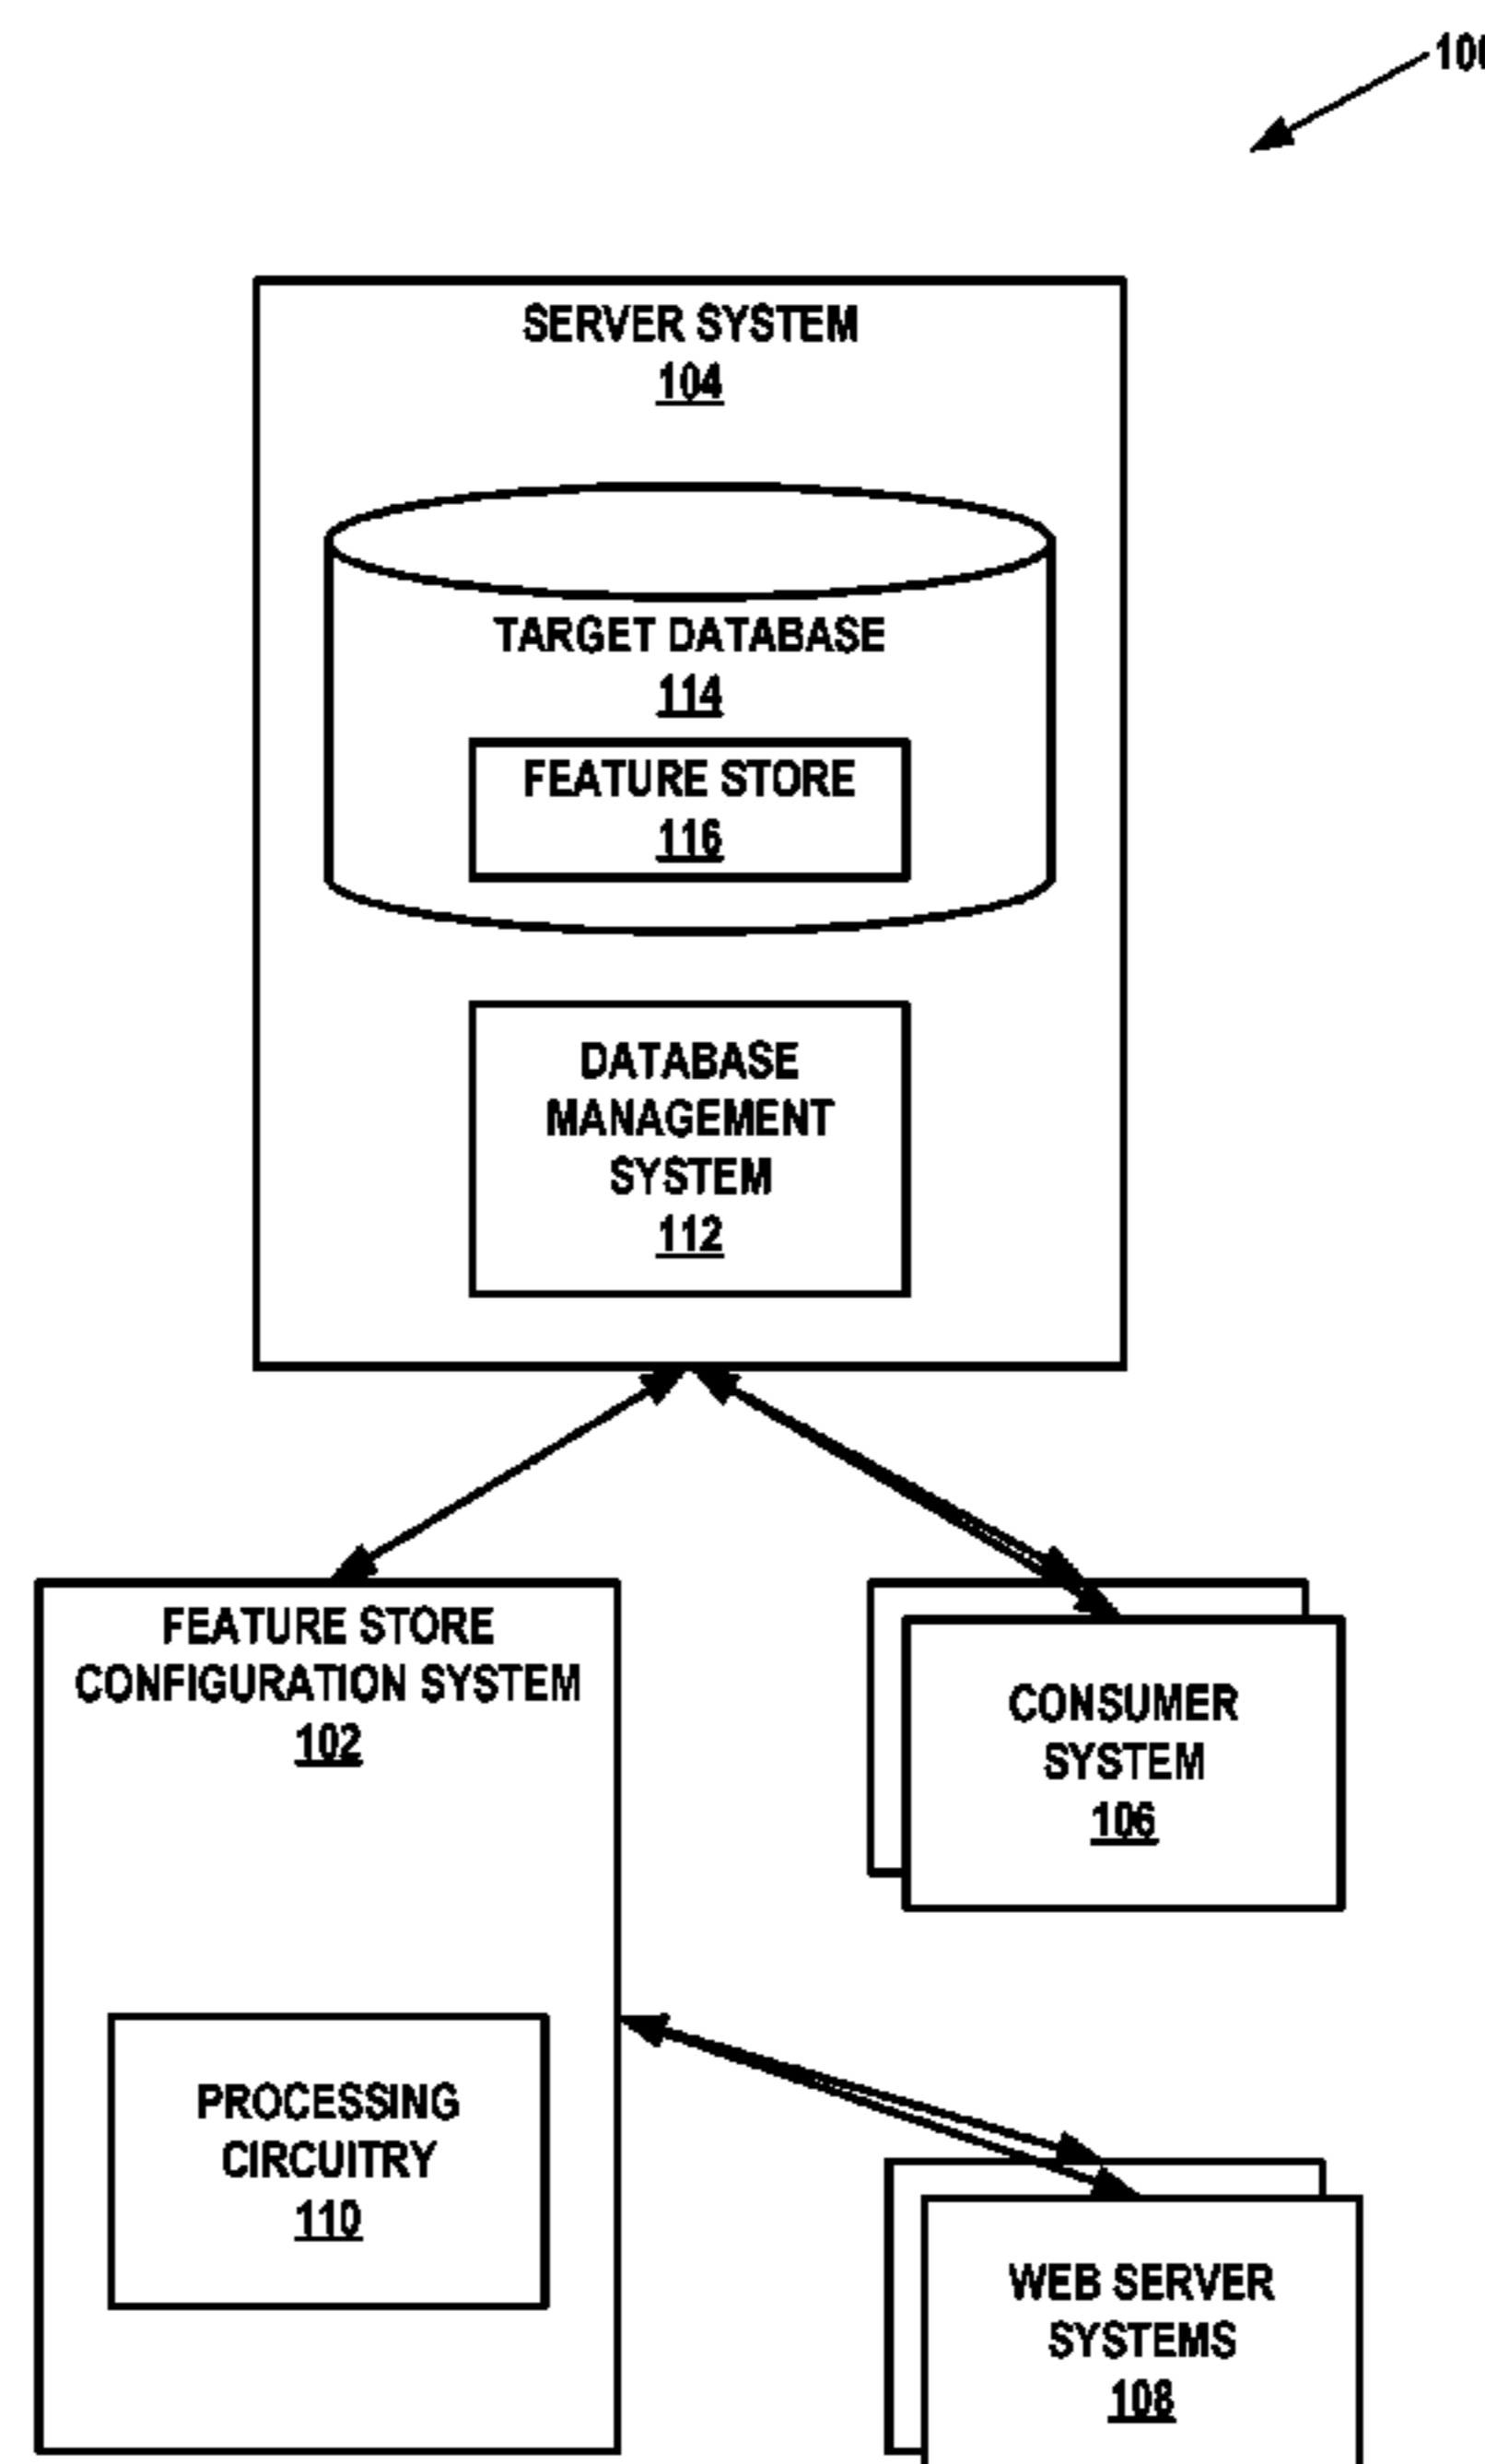 100
SERVER SYSTEM
104
TARGET DATABASE
114
FEATURE STORE
116
DATABASE
MANAGEMENT
SYSTEM
112
FEATURE STORE
CONFIGURATION SYSTEM
102
CONSUMER
SYSTEM
106
PROCESSING
CIRCUITRY
110
WEB SERVER
SYSTEMS
108